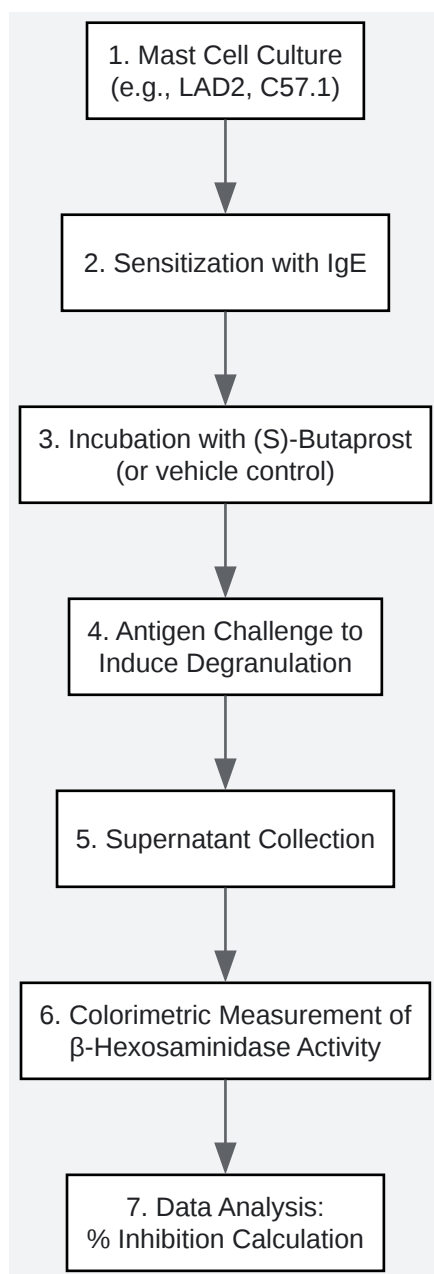 1. Mast Cell Culture
(e.g., LAD2, C57.1)
2. Sensitization with IgE
3. Incubation with (S)-Butaprost
(or vehicle control)
4. Antigen Challenge to
Induce Degranulation
5. Supernatant Collection
6. Colorimetric Measurement of
β-Hexosaminidase Activity
7. Data Analysis:
% Inhibition Calculation